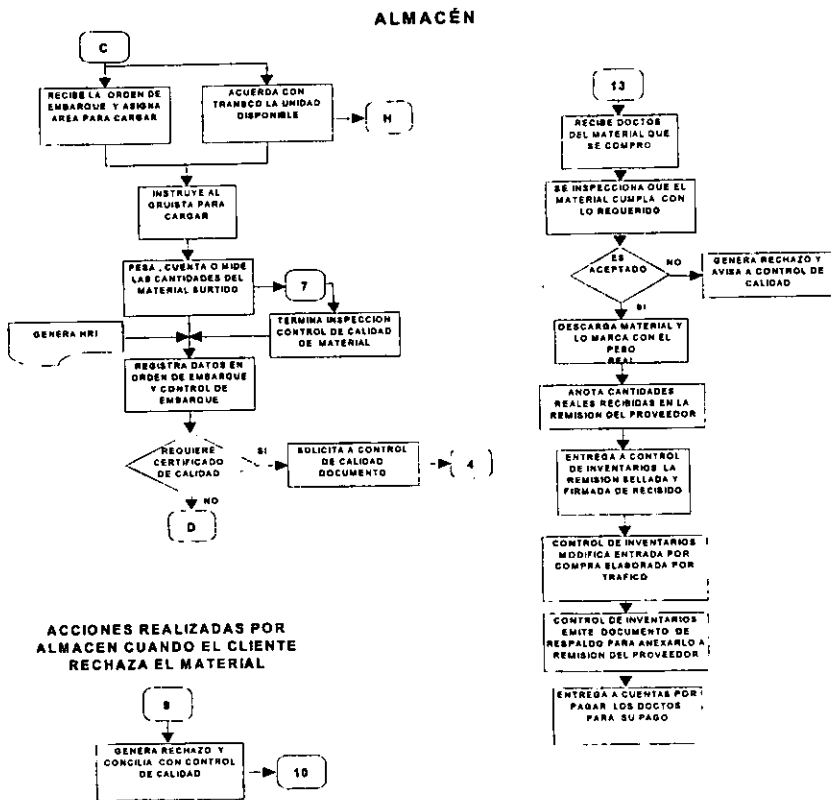 ALMACÉN
C
RECIBE LA ORDEN DE
EMBARQUE Y ASIGNA
AREA PARA CARGAR
ACUERDA CON
TRANSCO LA UNIDAD
DISPONIBLE
H
INSTRUYE AL
GRUISTA PARA
CARGAR
PESA, CUENTA O MIDE
LAS CANTIDADES DEL
MATERIAL SURTIDO
7
GENERA HRI
TERMINA INSPECCION
CONTROL DE CALIDAD
DE MATERIAL
REGISTRA DATOS EN
ORDEN DE EMBARQUE
Y CONTROL DE
EMBARQUE
REQUIERE
CERTIFICADO
DE CALIDAD
SI
SOLICITA A CONTROL
DE CALIDAD
DOCUMENTO
4
NO
D
ACCIONES REALIZADAS POR
ALMACEN CUANDO EL CLIENTE
RECHAZA EL MATERIAL
9
GENERA RECHAZO Y
CONCILIA CON CONTROL
DE CALIDAD
10
13
RECIBE DOCTOS
DEL MATERIAL QUE
SE COMPRO
SE INSPECCIONA QUE EL
MATERIAL CUMPLA CON
LO REQUERIDO
ES
ACEPTADO
NO
GENERA RECHAZO Y
AVISA A CONTROL DE
CALIDAD
SI
DESCARGA MATERIAL Y
LO MARCA CON EL
PESO
REAL
ANOTA CANTIDADES
REALES RECIBIDAS EN LA
REMISION DEL PROVEEDOR
ENTREGA A CONTROL
DE INVENTARIOS LA
REMISION SELLADA Y
FIRMADA DE RECIBIDO
CONTROL DE INVENTARIOS
MODIFICA ENTRADA POR
COMPRA ELABORADA POR
TRAFICO
CONTROL DE INVENTARIOS
EMITE DOCUMENTO DE
RESPALDO PARA ANEXARLO A
REMISION DEL PROVEEDOR
ENTREGA A CUENTAS POR
PAGAR LOS DOCTOS
PARA SU PAGO